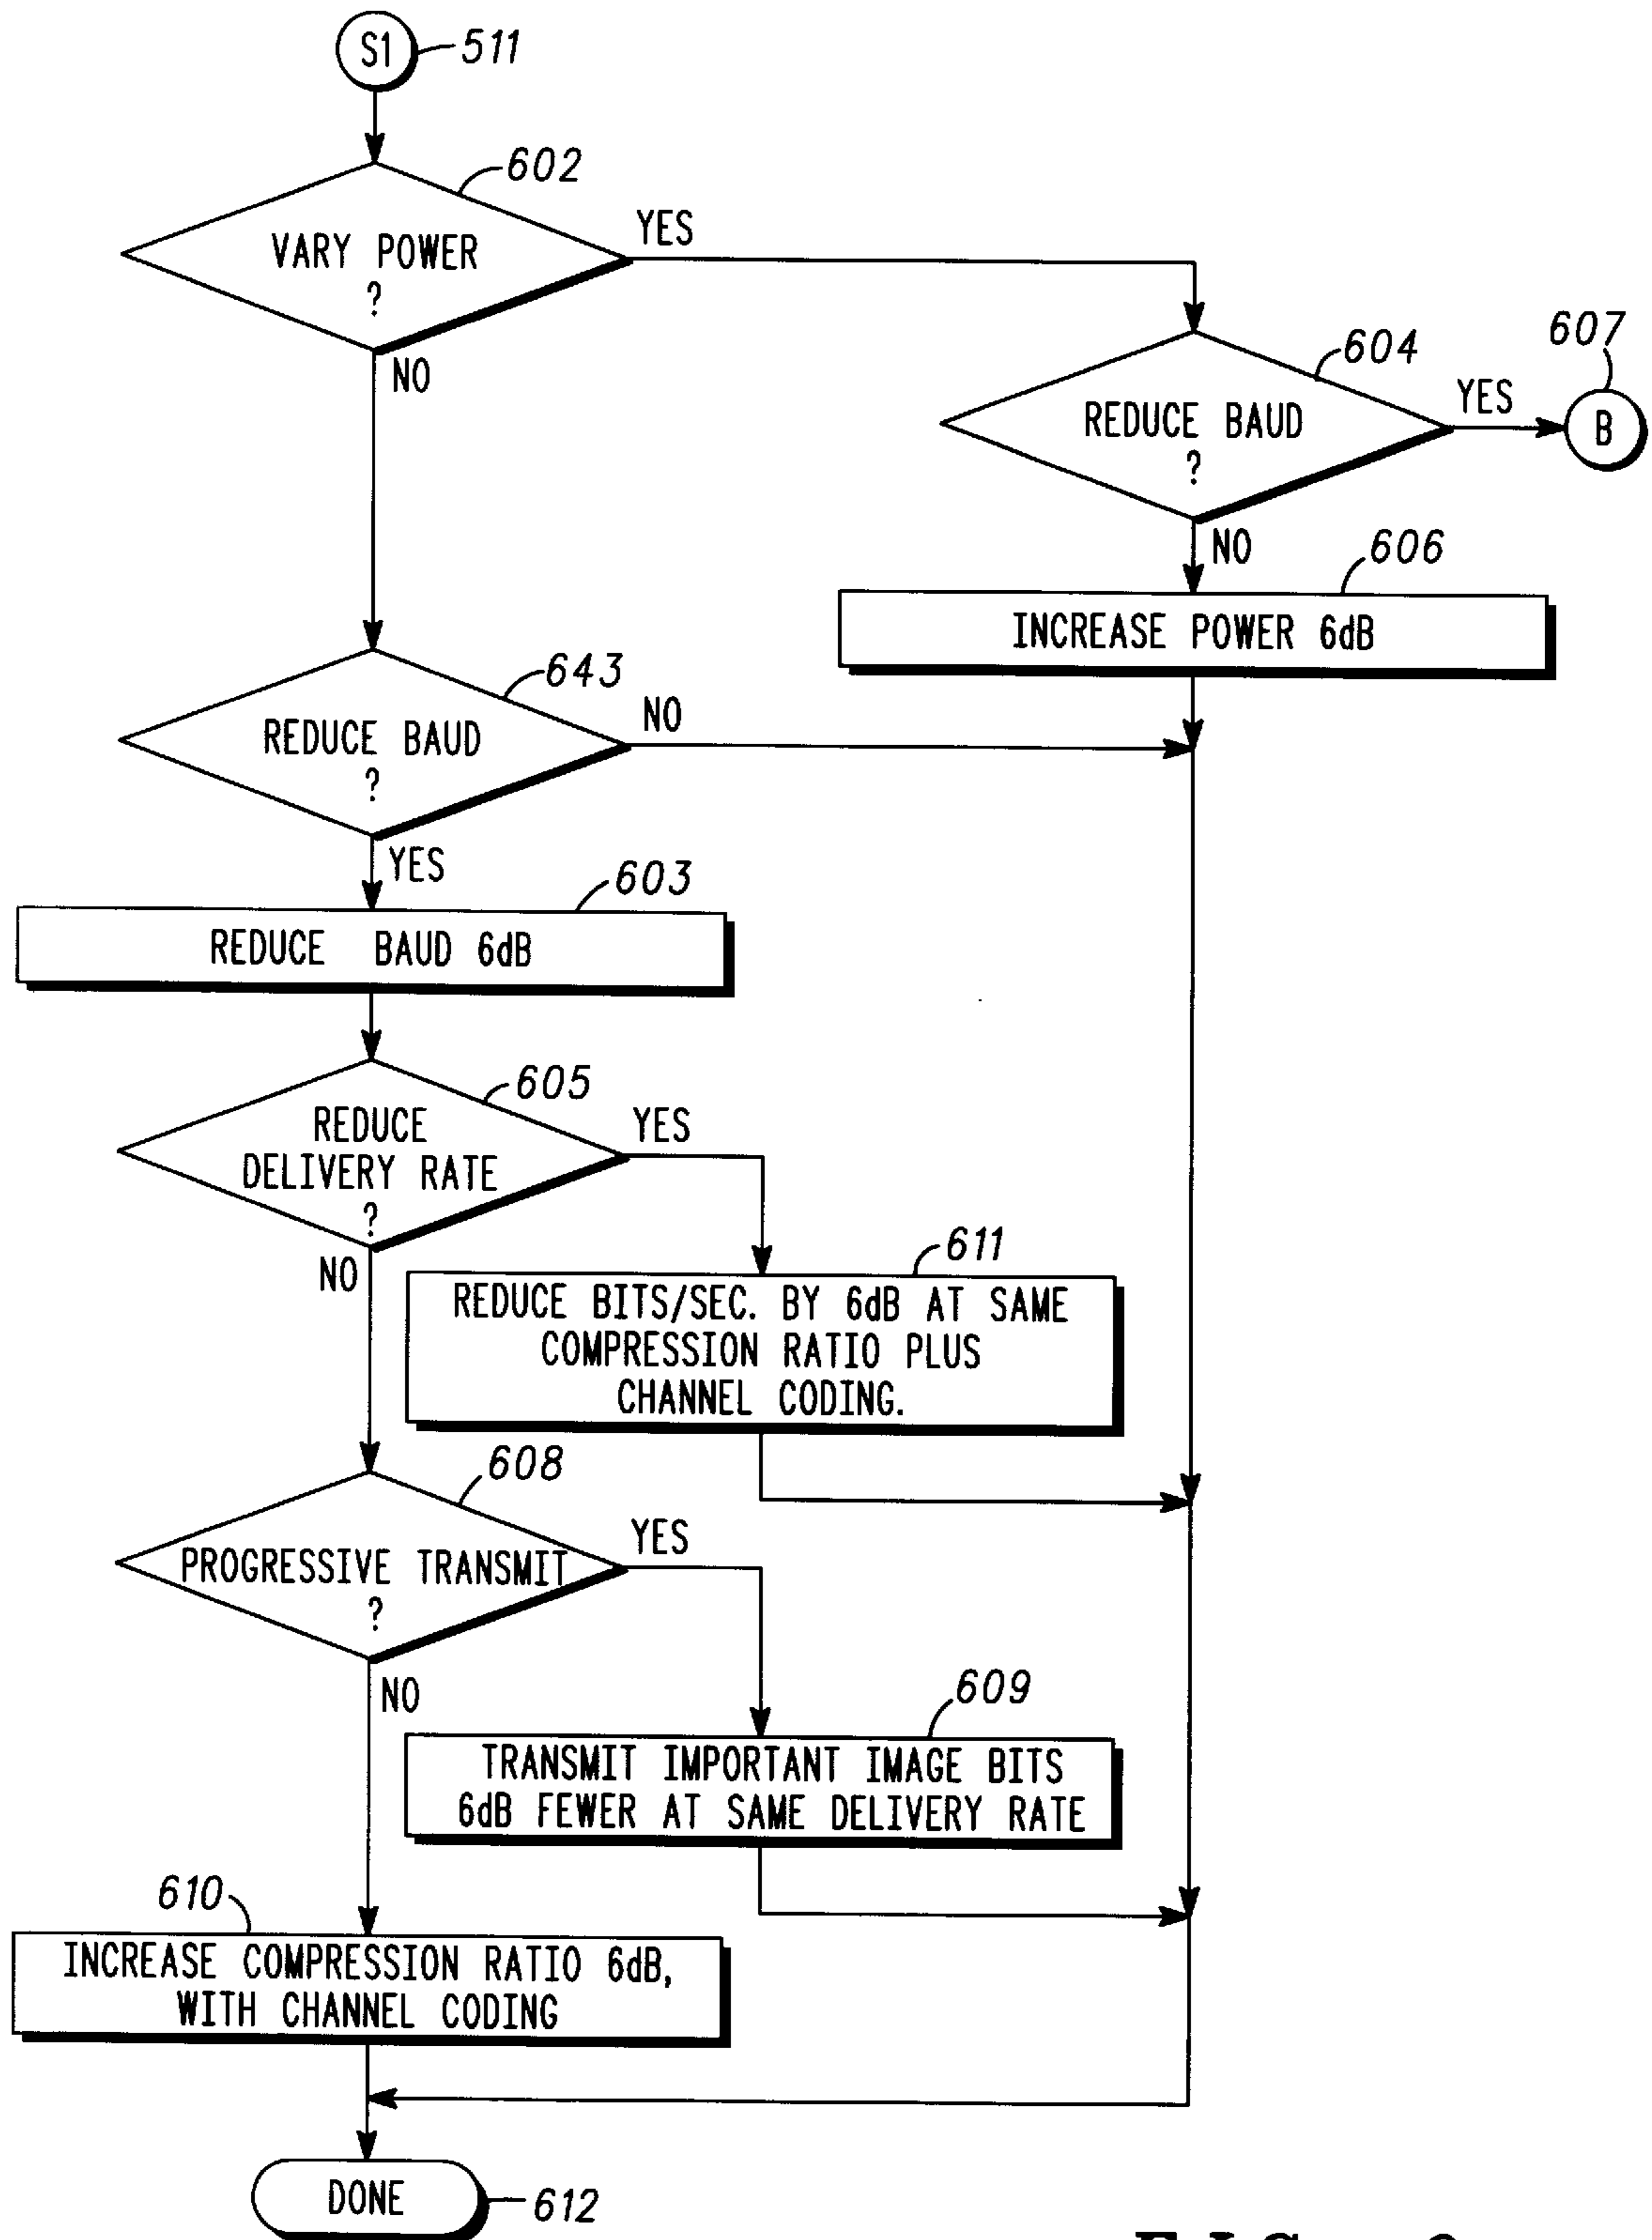 S1
511
602
VARY POWER
?
YES
NO
607
604
REDUCE BAUD
?
YES
B
NO
606
INCREASE POWER 6dB
643
REDUCE BAUD
?
NO
YES
603
REDUCE BAUD 6dB
605
REDUCE
DELIVERY RATE
?
YES
NO
611
REDUCE BITS/SEC. BY 6dB AT SAME
COMPRESSION RATIO PLUS
CHANNEL CODING.
608
PROGRESSIVE TRANSMIT
?
YES
NO
609
TRANSMIT IMPORTANT IMAGE BITS
6dB FEWER AT SAME DELIVERY RATE
610
INCREASE COMPRESSION RATIO 6dB,
WITH CHANNEL CODING
DONE
612